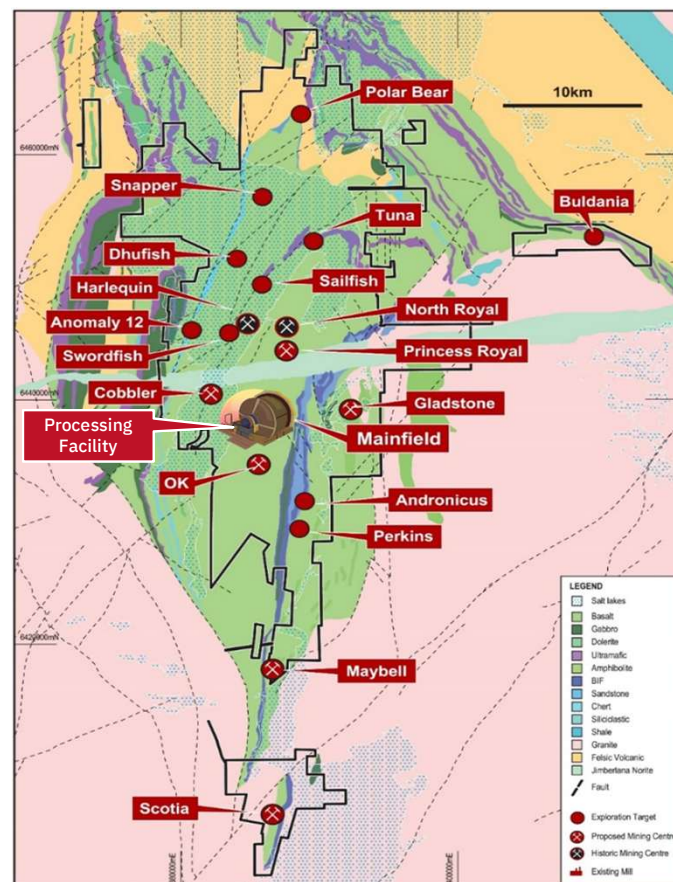 Polar Bear
10km
6460000mN
Snapper
Tuna
Buldania
Dhufish
Harlequin
Sailfish
Anomaly 12
North Royal
Swordfish
Princess Royal
Cobbler
6440000mN
Gladstone
Processing
Facility
Mainfield
OK
Andronicus
Perkins
LEGEND
Salt lakes
Basalt
Gabbro
Dolerite
6420000mN
Ultramafic
Amphibolite
Maybell
BIF
Sandstone
Chert
Siliciclastic
Shale
Granite
Felsic Volcanic
Jimberlana Norite
Fault
Scotia
Exploration Target
Proposed Mining Centre
Historic Mining Centre
Existing Mill
400000mE